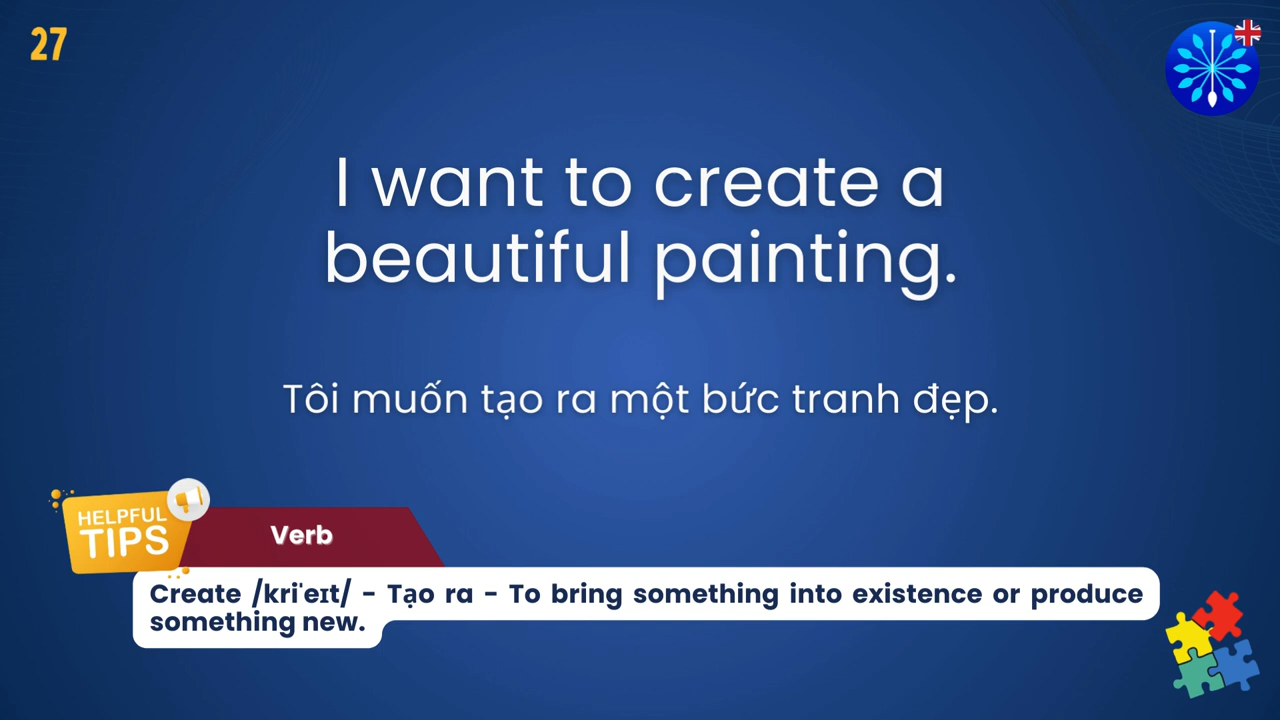 27
I want to create a
beautiful painting.
Tôi muốn tạo ra một bức tranh đẹp.
HELPFUL
TIPS
Verb
Create /kriˈeɪt/ - Tạo ra - To bring something into existence or produce
something new.